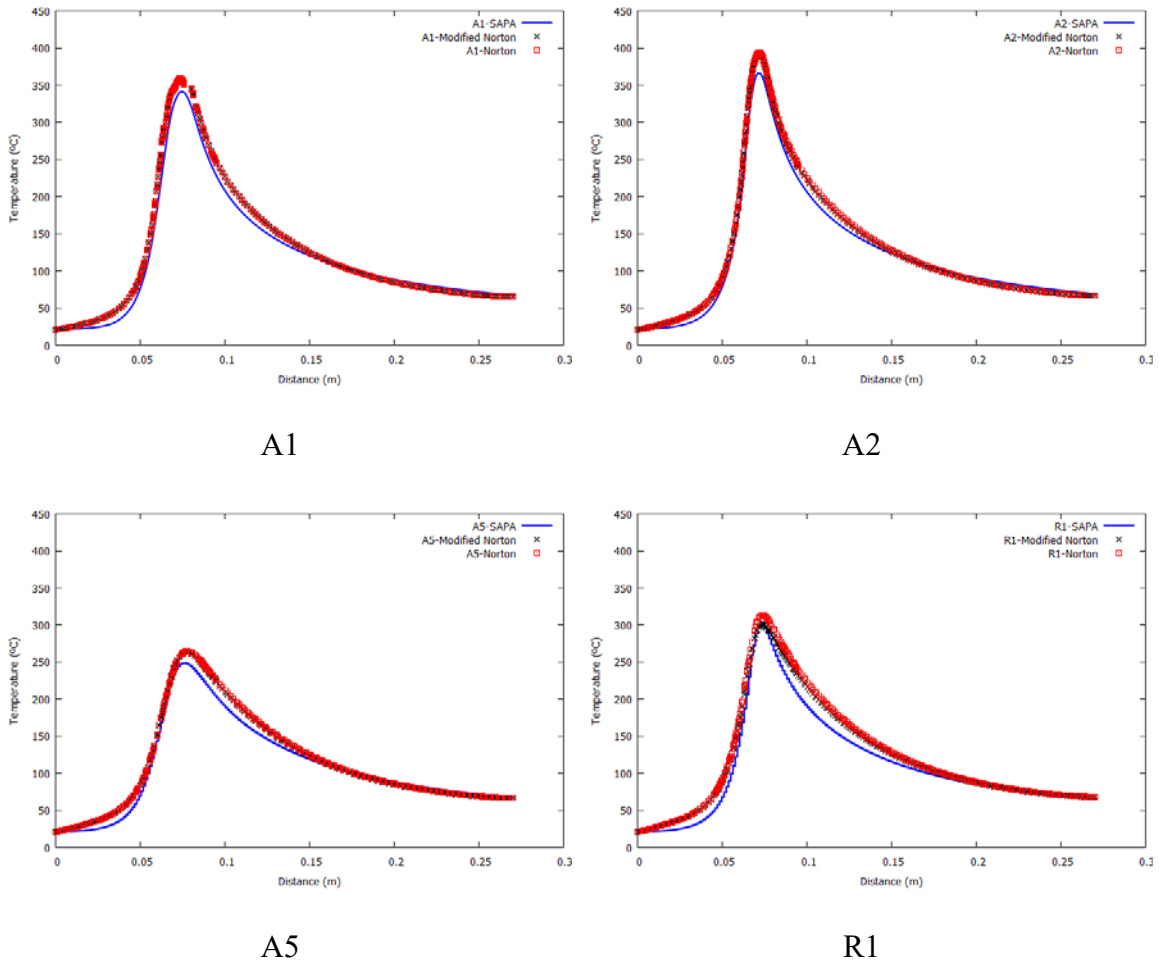 450
400
350
300
250
200
150
100
50
0
Temperature (ºC)
A1-SAPA
A1-Modified Norton
A1-Norton
0 0.05 0.1 0.15 0.2 0.25 0.3
Distance (m)
A1
450
400
350
300
250
200
150
100
50
0
Temperature (ºC)
A2-SAPA
A2-Modified Norton
A2-Norton
0 0.05 0.1 0.15 0.2 0.25 0.3
Distance (m)
A2
450
400
350
300
250
200
150
100
50
0
Temperature (ºC)
A5-SAPA
A5-Modified Norton
A5-Norton
0 0.05 0.1 0.15 0.2 0.25 0.3
Distance (m)
A5
450
400
350
300
250
200
150
100
50
0
Temperature (ºC)
R1-SAPA
R1-Modified Norton
R1-Norton
0 0.05 0.1 0.15 0.2 0.25 0.3
Distance (m)
R1